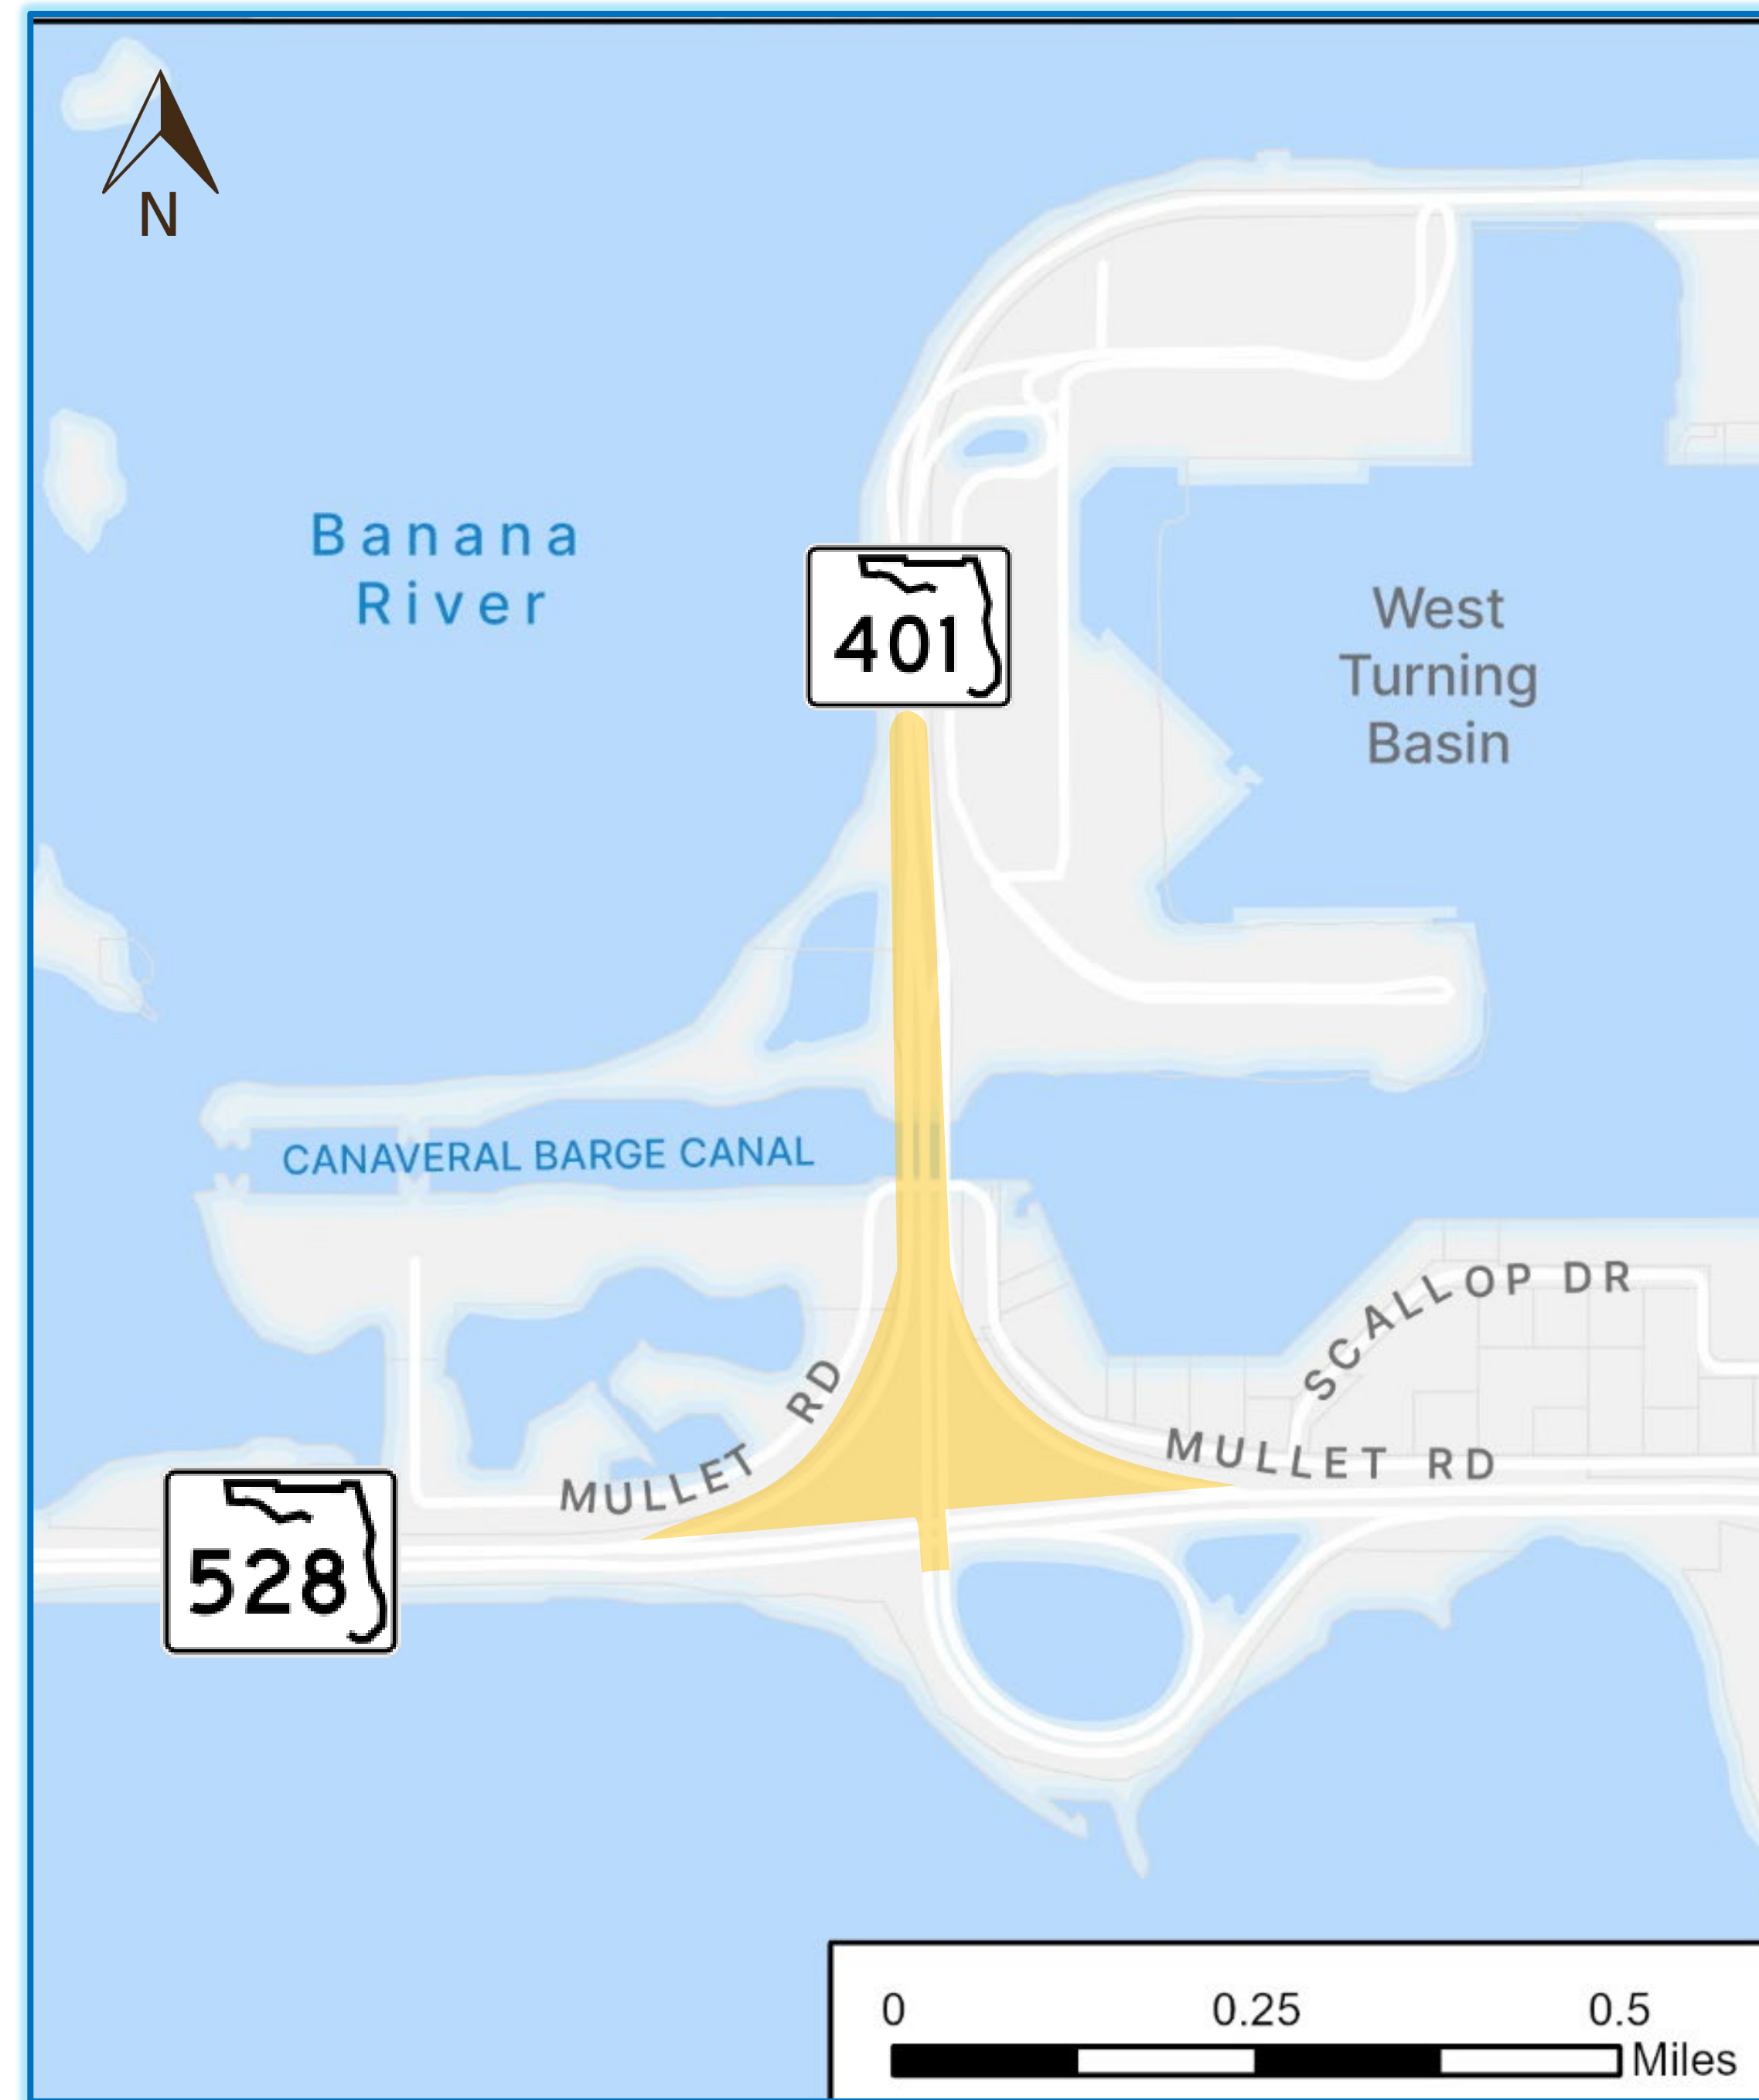 N
Banana
River
401
West
Turning
Basin
CANAVERAL BARGE CANAL
SCALLOP DR
MULLET RD
MULLET RD
528
0 0.25 0.5
Miles